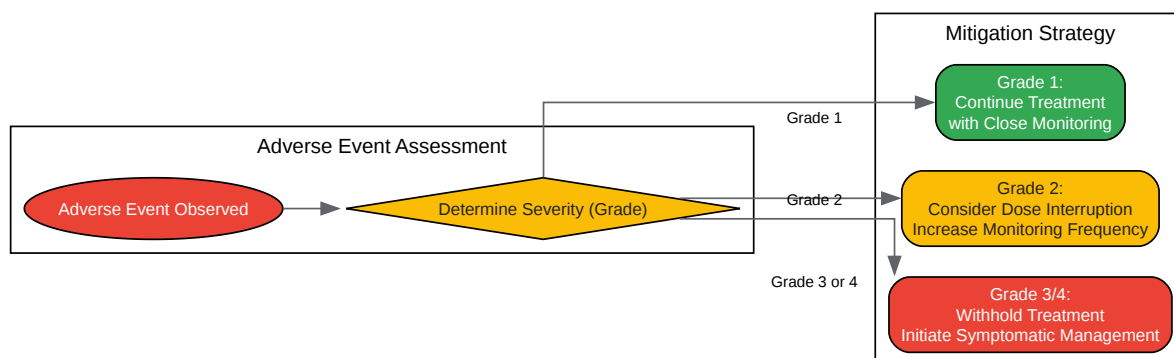 Mitigation Strategy
Grade 1:
Continue Treatment
with Close Monitoring
Grade 1
Adverse Event Assessment
Adverse Event Observed
Determine Severity (Grade)
Grade 2
Grade 2:
Consider Dose Interruption
Increase Monitoring Frequency
Grade 3 or 4
Grade 3/4:
Withhold Treatment
Initiate Symptomatic Management